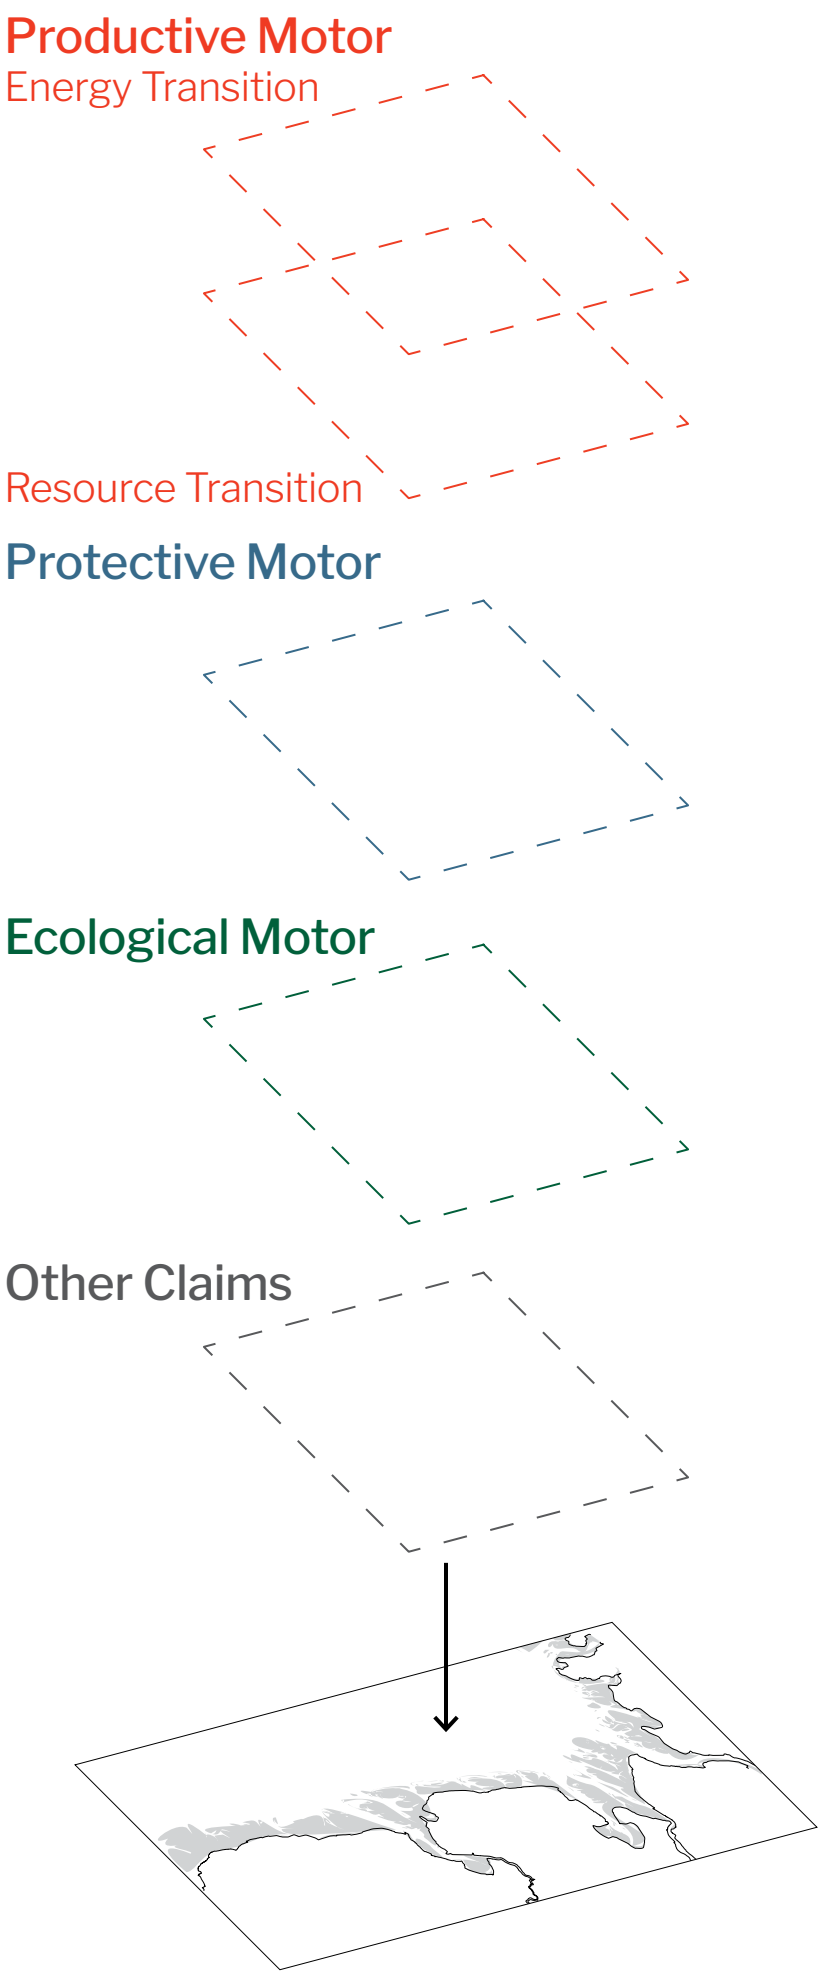 Productive Motor
Energy Transition
Resource Transition
Protective Motor
Ecological Motor
Other Claims